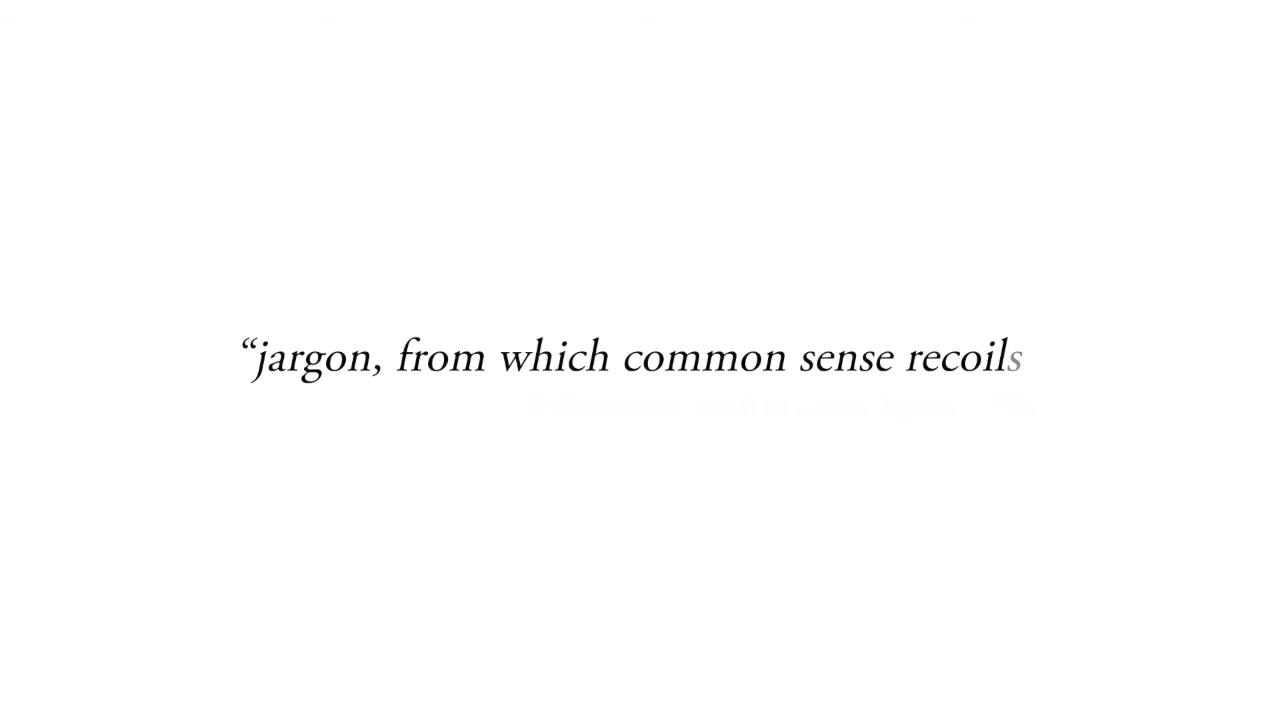 “jargon, from which common sense recoils